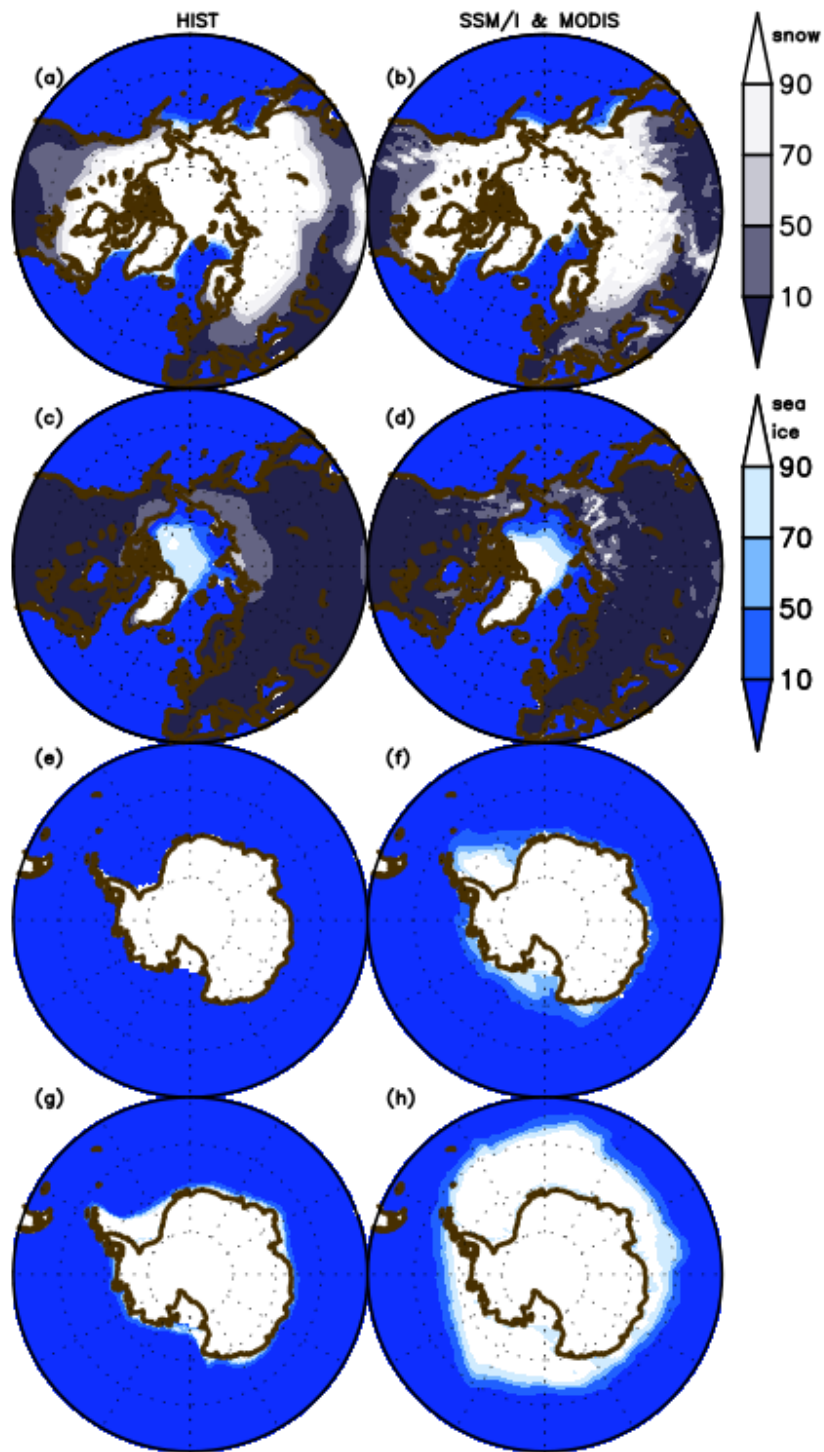 HIST SSM/I & MODIS
(a) (b) snow
90
70
50
10
(c) (d) sea
ice
90
70
50
10
(e) (f)
(g) (h)